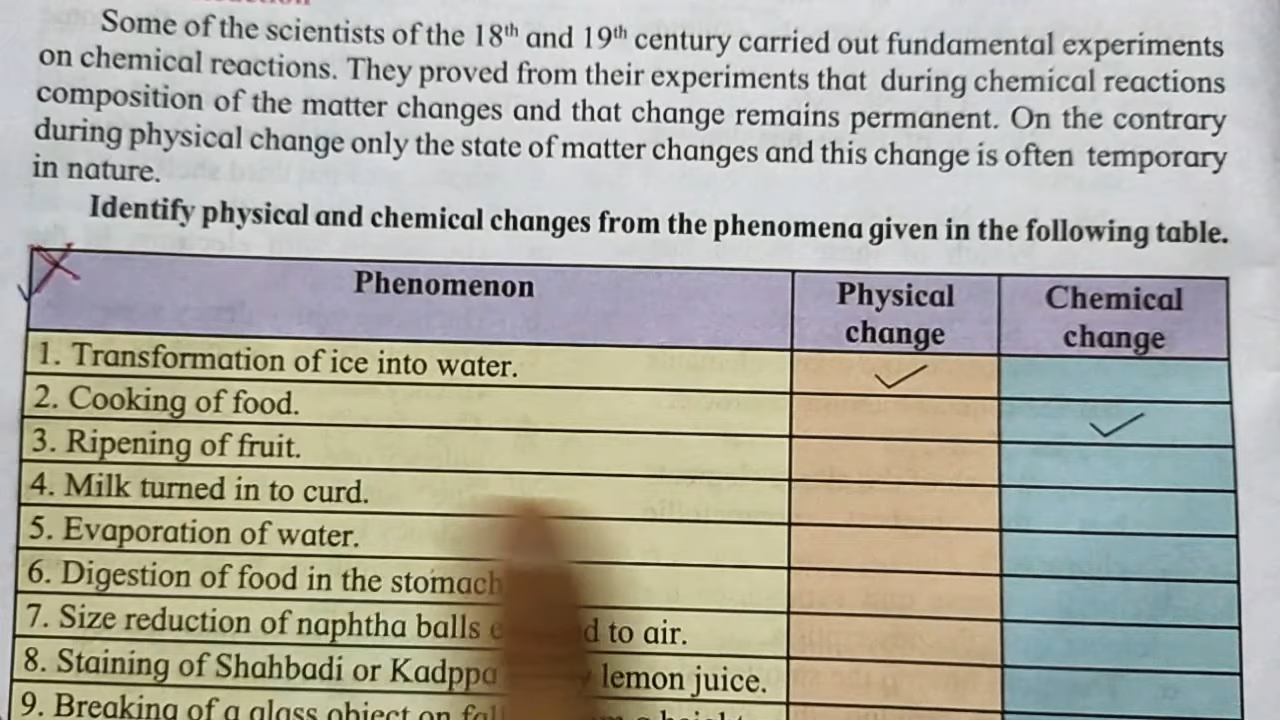 Some of the scientists of the 18th and 19th century carried out fundamental experiments
on chemical reactions. They proved from their experiments that during chemical reactions
composition of the matter changes and that change remains permanent. On the contrary
during physical change only the state of matter changes and this change is often temporary
in nature.
Identify physical and chemical changes from the phenomena given in the following table.
Phenomenon Physical change Chemical change
1. Transformation of ice into water. ✓
2. Cooking of food. ✓
3. Ripening of fruit.
4. Milk turned in to curd.
5. Evaporation of water.
6. Digestion of food in the stomach
7. Size reduction of naphtha balls to air.
8. Staining of Shahbadi or Kadppa lemon juice.
9. Breaking of a glass object on